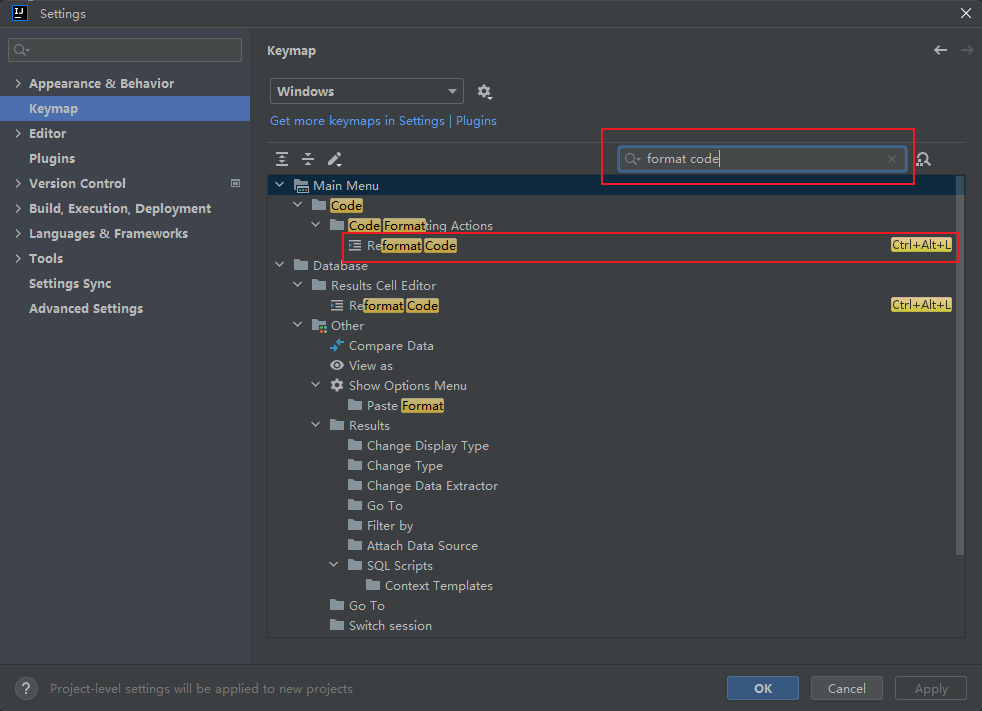 IJ
Settings
Appearance & Behavior
Keymap
Editor
Plugins
Version Control
Build, Execution, Deployment
Languages & Frameworks
Tools
Settings Sync
Advanced Settings
Keymap
Windows
Get more keymaps in Settings | Plugins
format code
Main Menu
Code
Code Formatting Actions
Reformat Code Ctrl+Alt+L
Database
Results Cell Editor
Reformat Code Ctrl+Alt+L
Other
Compare Data
View as
Show Options Menu
Paste Format
Results
Change Display Type
Change Type
Change Data Extractor
Go To
Filter by
Attach Data Source
SQL Scripts
Context Templates
Go To
Switch session
? Project-level settings will be applied to new projects
OK Cancel Apply